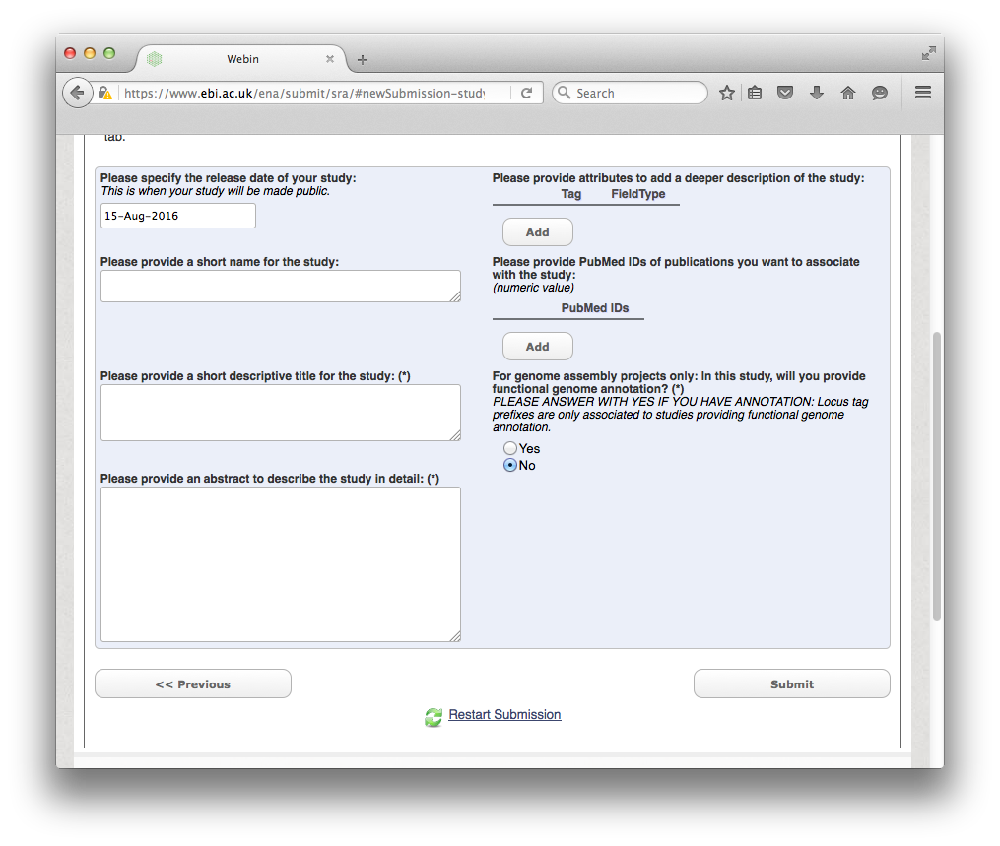 Webin
https://www.ebi.ac.uk/ena/submit/sra/#newSubmission-study
Search
tab.
Please specify the release date of your study:
This is when your study will be made public.
15-Aug-2016
Please provide a short name for the study:
Please provide a short descriptive title for the study: (*)
Please provide an abstract to describe the study in detail: (*)
Please provide attributes to add a deeper description of the study:
Tag FieldType
Add
Please provide PubMed IDs of publications you want to associate
with the study:
(numeric value)
PubMed IDs
Add
For genome assembly projects only: In this study, will you provide
functional genome annotation? (*)
PLEASE ANSWER WITH YES IF YOU HAVE ANNOTATION: Locus tag
prefixes are only associated to studies providing functional genome
annotation.
Yes
No
<< Previous
Submit
Restart Submission